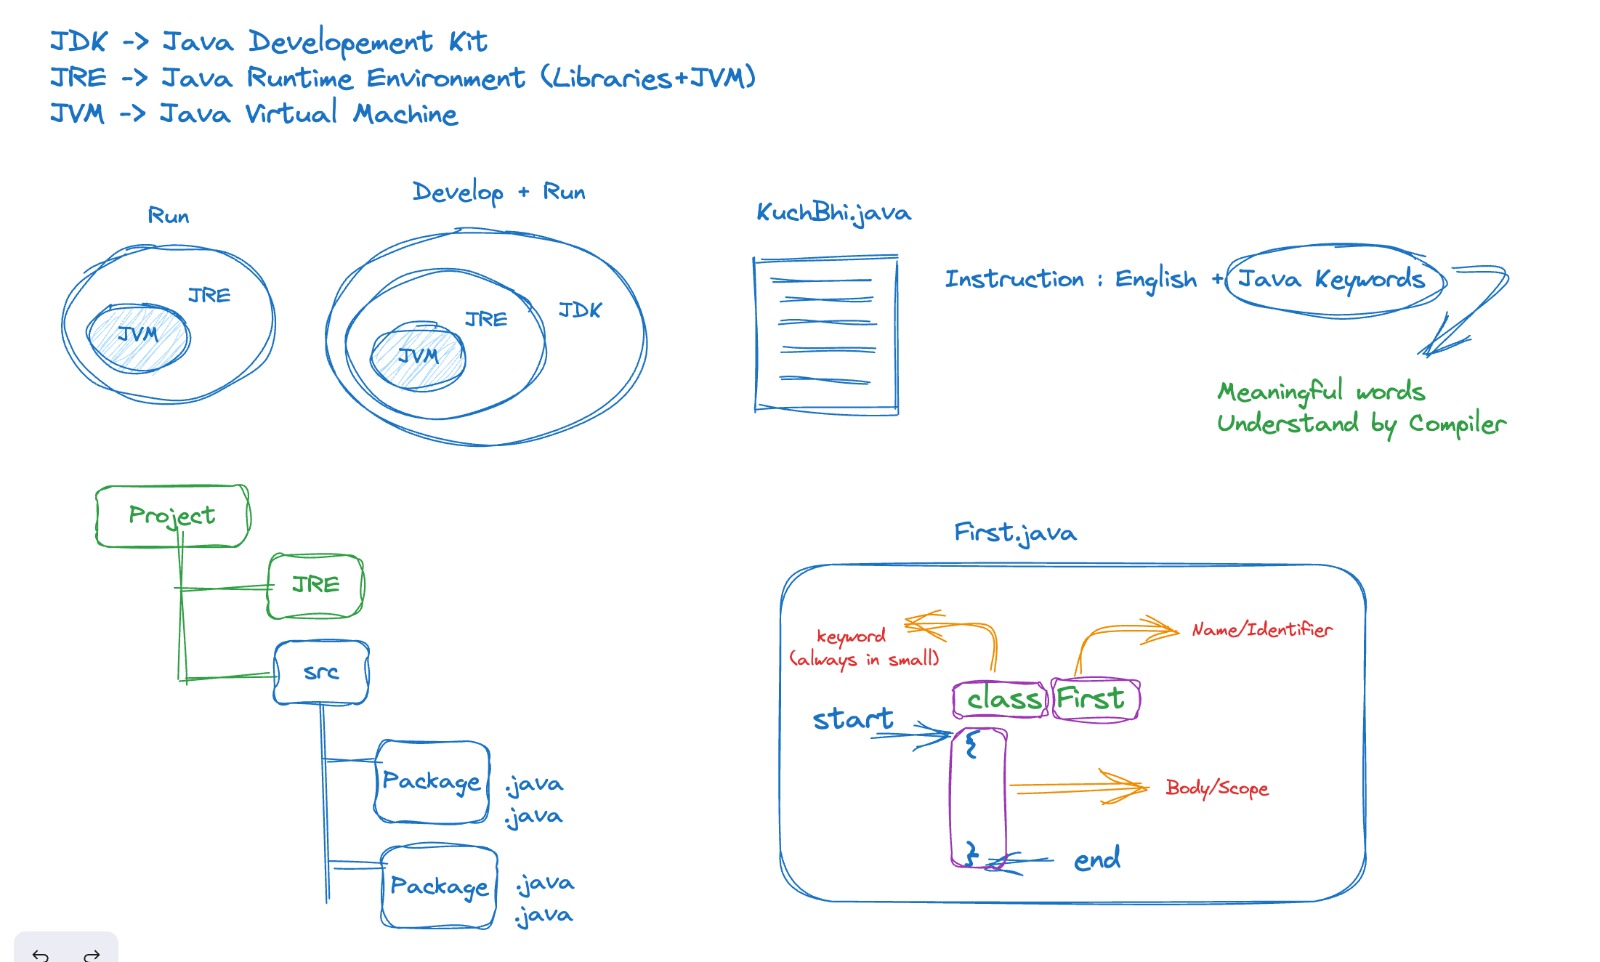 JDK -> Java Developement Kit
JRE -> Java Runtime Environment (Libraries+JVM)
JVM -> Java Virtual Machine
Run
JRE
JVM
Develop + Run
JDK
JRE
JVM
KuchBhi.java
Instruction : English + Java Keywords
Meaningful words
Understand by Compiler
Project
JRE
src
Package
.java
.java
Package
.java
.java
First.java
keyword
(always in small)
Name/Identifier
class First
start
{
Body/Scope
}
end